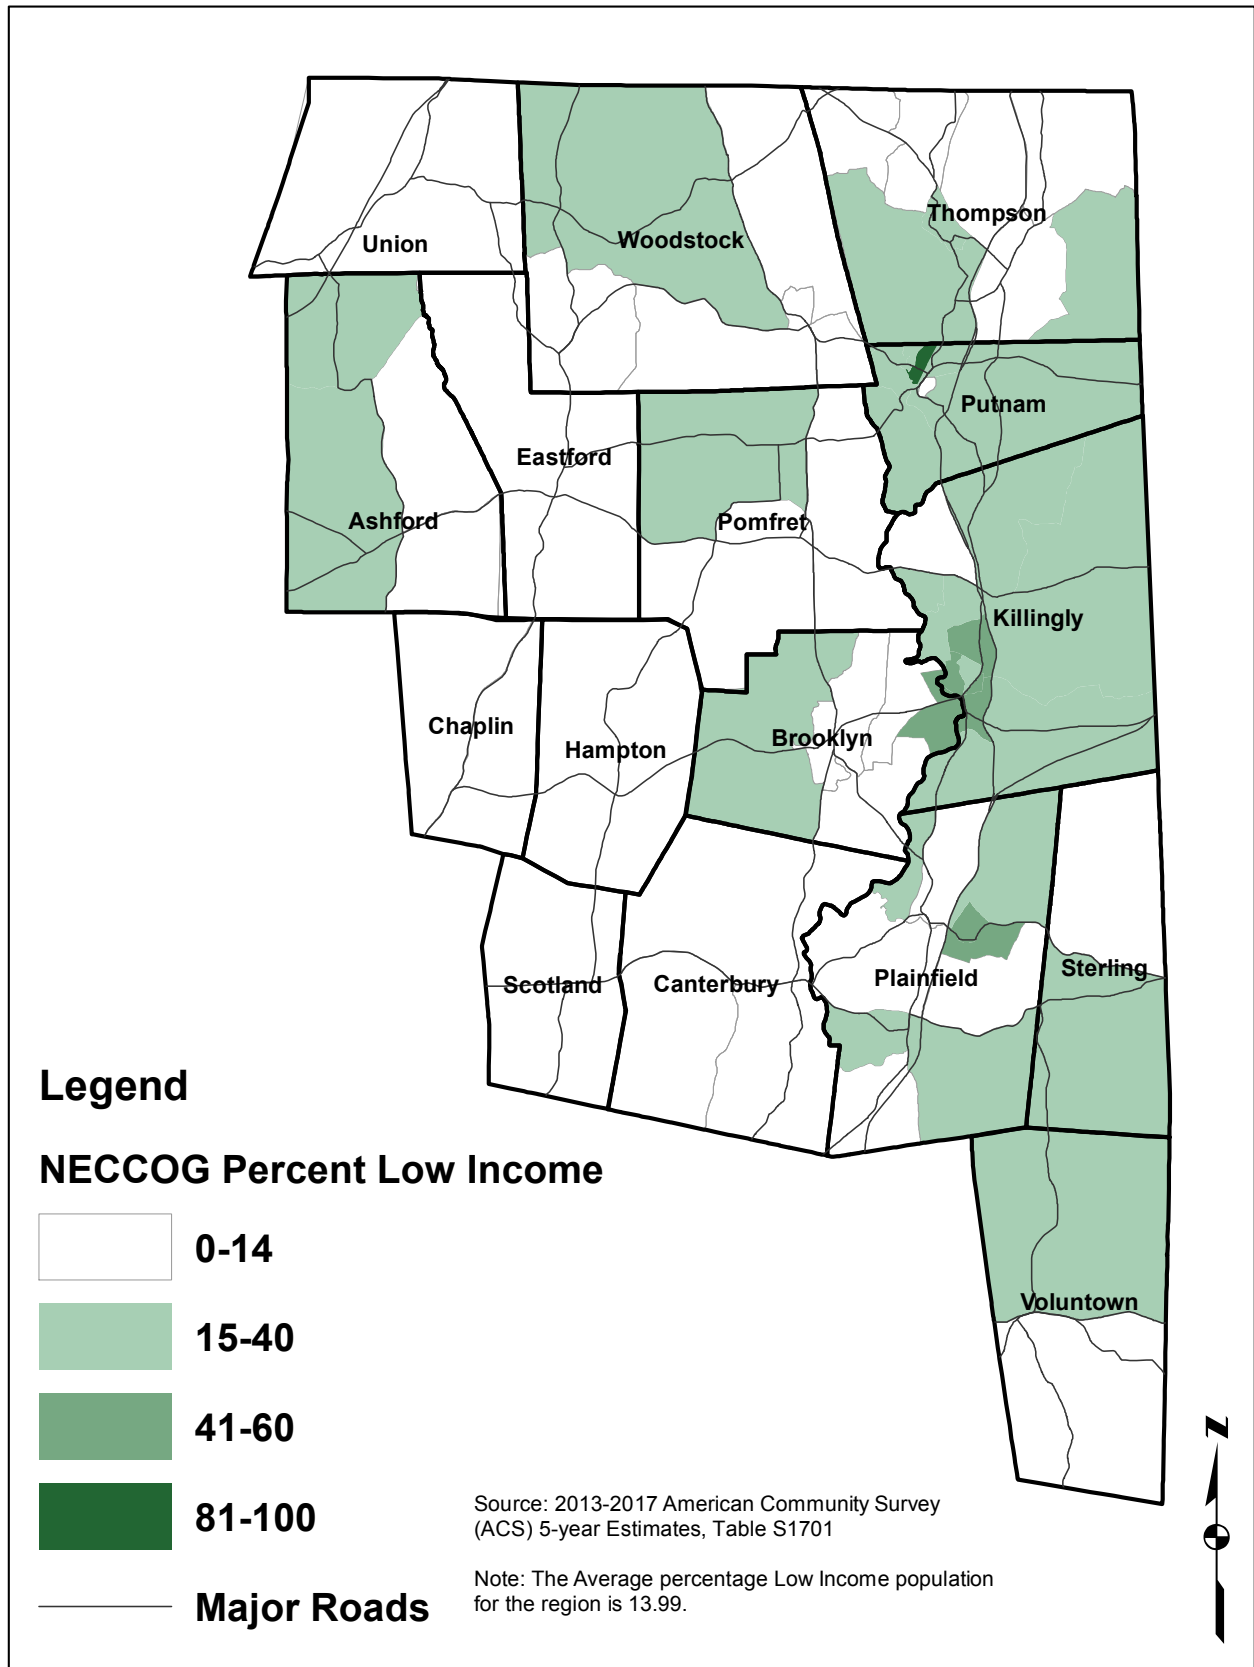 Thompson
Woodstock
Union
Putnam
Eastford
Ashford
Pomfret
Killingly
Chaplin
Hampton
Brooklyn
Sterling
Plainfield
Scotland
Canterbury
Voluntown
Legend
NECCOG Percent Low Income
0-14
15-40
41-60
81-100
Major Roads
Source: 2013-2017 American Community Survey
(ACS) 5-year Estimates, Table S1701
Note: The Average percentage Low Income population
for the region is 13.99.
N